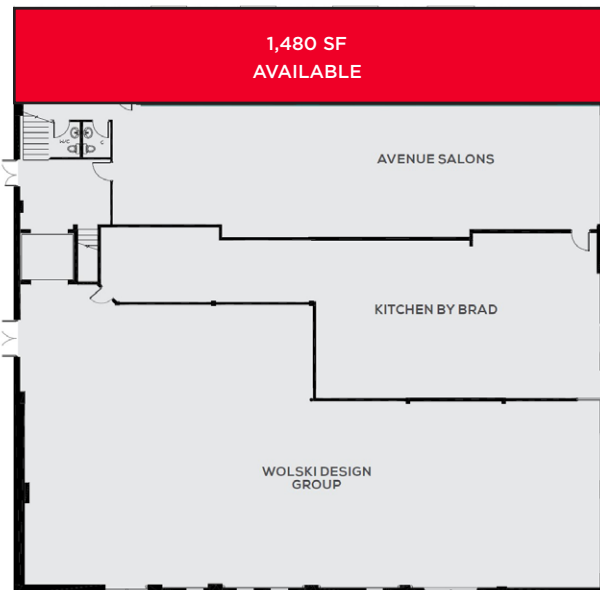 1,480 SF
AVAILABLE
AVENUE SALONS
H/C
C
KITCHEN BY BRAD
WOLSKI DESIGN
GROUP